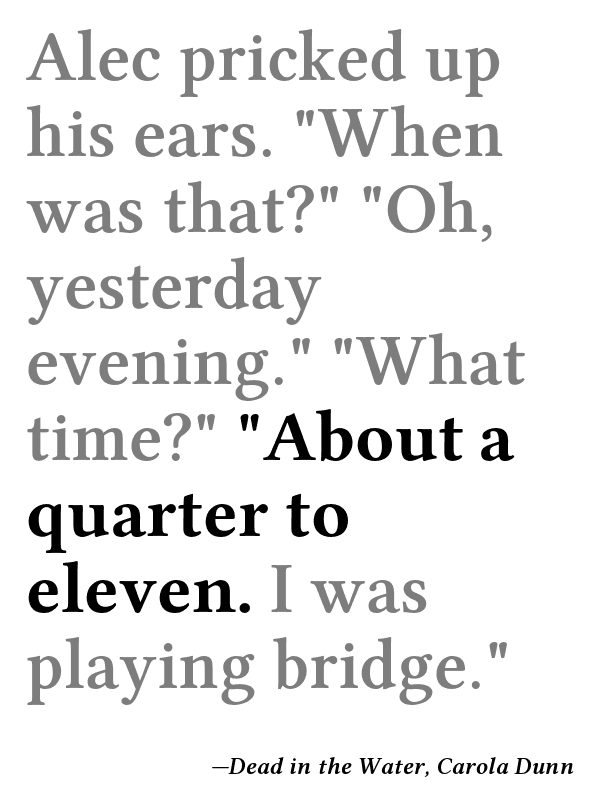 Alec pricked up
his ears. "When
was that?" "Oh,
yesterday
evening." "What
time?" "About a
quarter to
eleven. I was
playing bridge."
—Dead in the Water, Carola Dunn